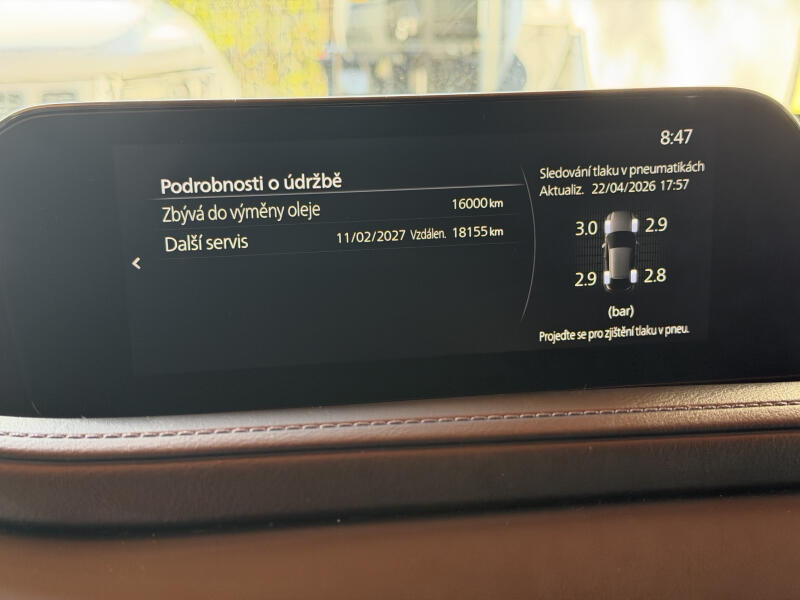 8:47
Podrobnosti o údržbě
Zbývá do výměny oleje 16000 km
Další servis 11/02/2027 Vzdálen. 18155 km
Sledování tlaku v pneumatikách
Aktualiz. 22/04/2026 17:57
3.0 2.9
2.9 2.8
(bar)
Projeďte se pro zjištění tlaku v pneu.